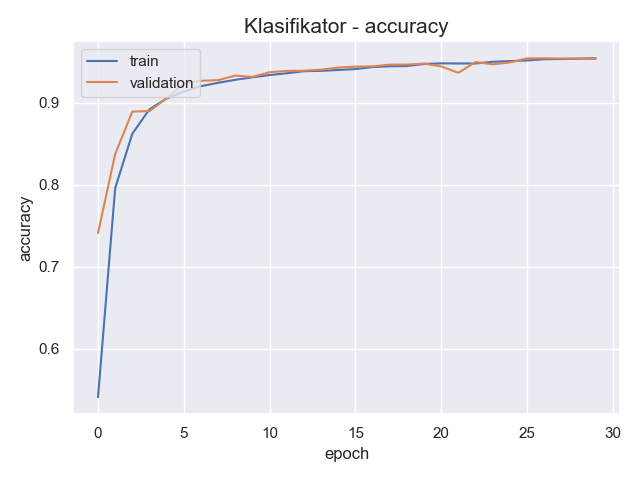 Klasifikator - accuracy
train
validation
0.9
0.8
0.7
0.6
accuracy
0 5 10 15 20 25 30
epoch